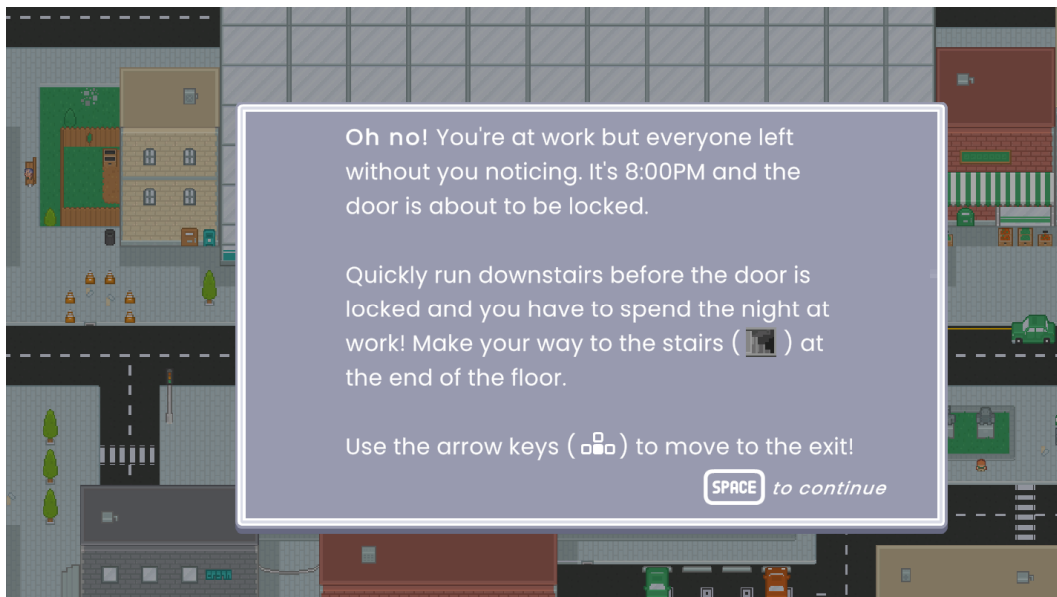 Oh no! You're at work but everyone left
without you noticing. It's 8:00PM and the
door is about to be locked.
Quickly run downstairs before the door is
locked and you have to spend the night at
work! Make your way to the stairs ( ) at
the end of the floor.
Use the arrow keys ( ) to move to the exit!
SPACE to continue